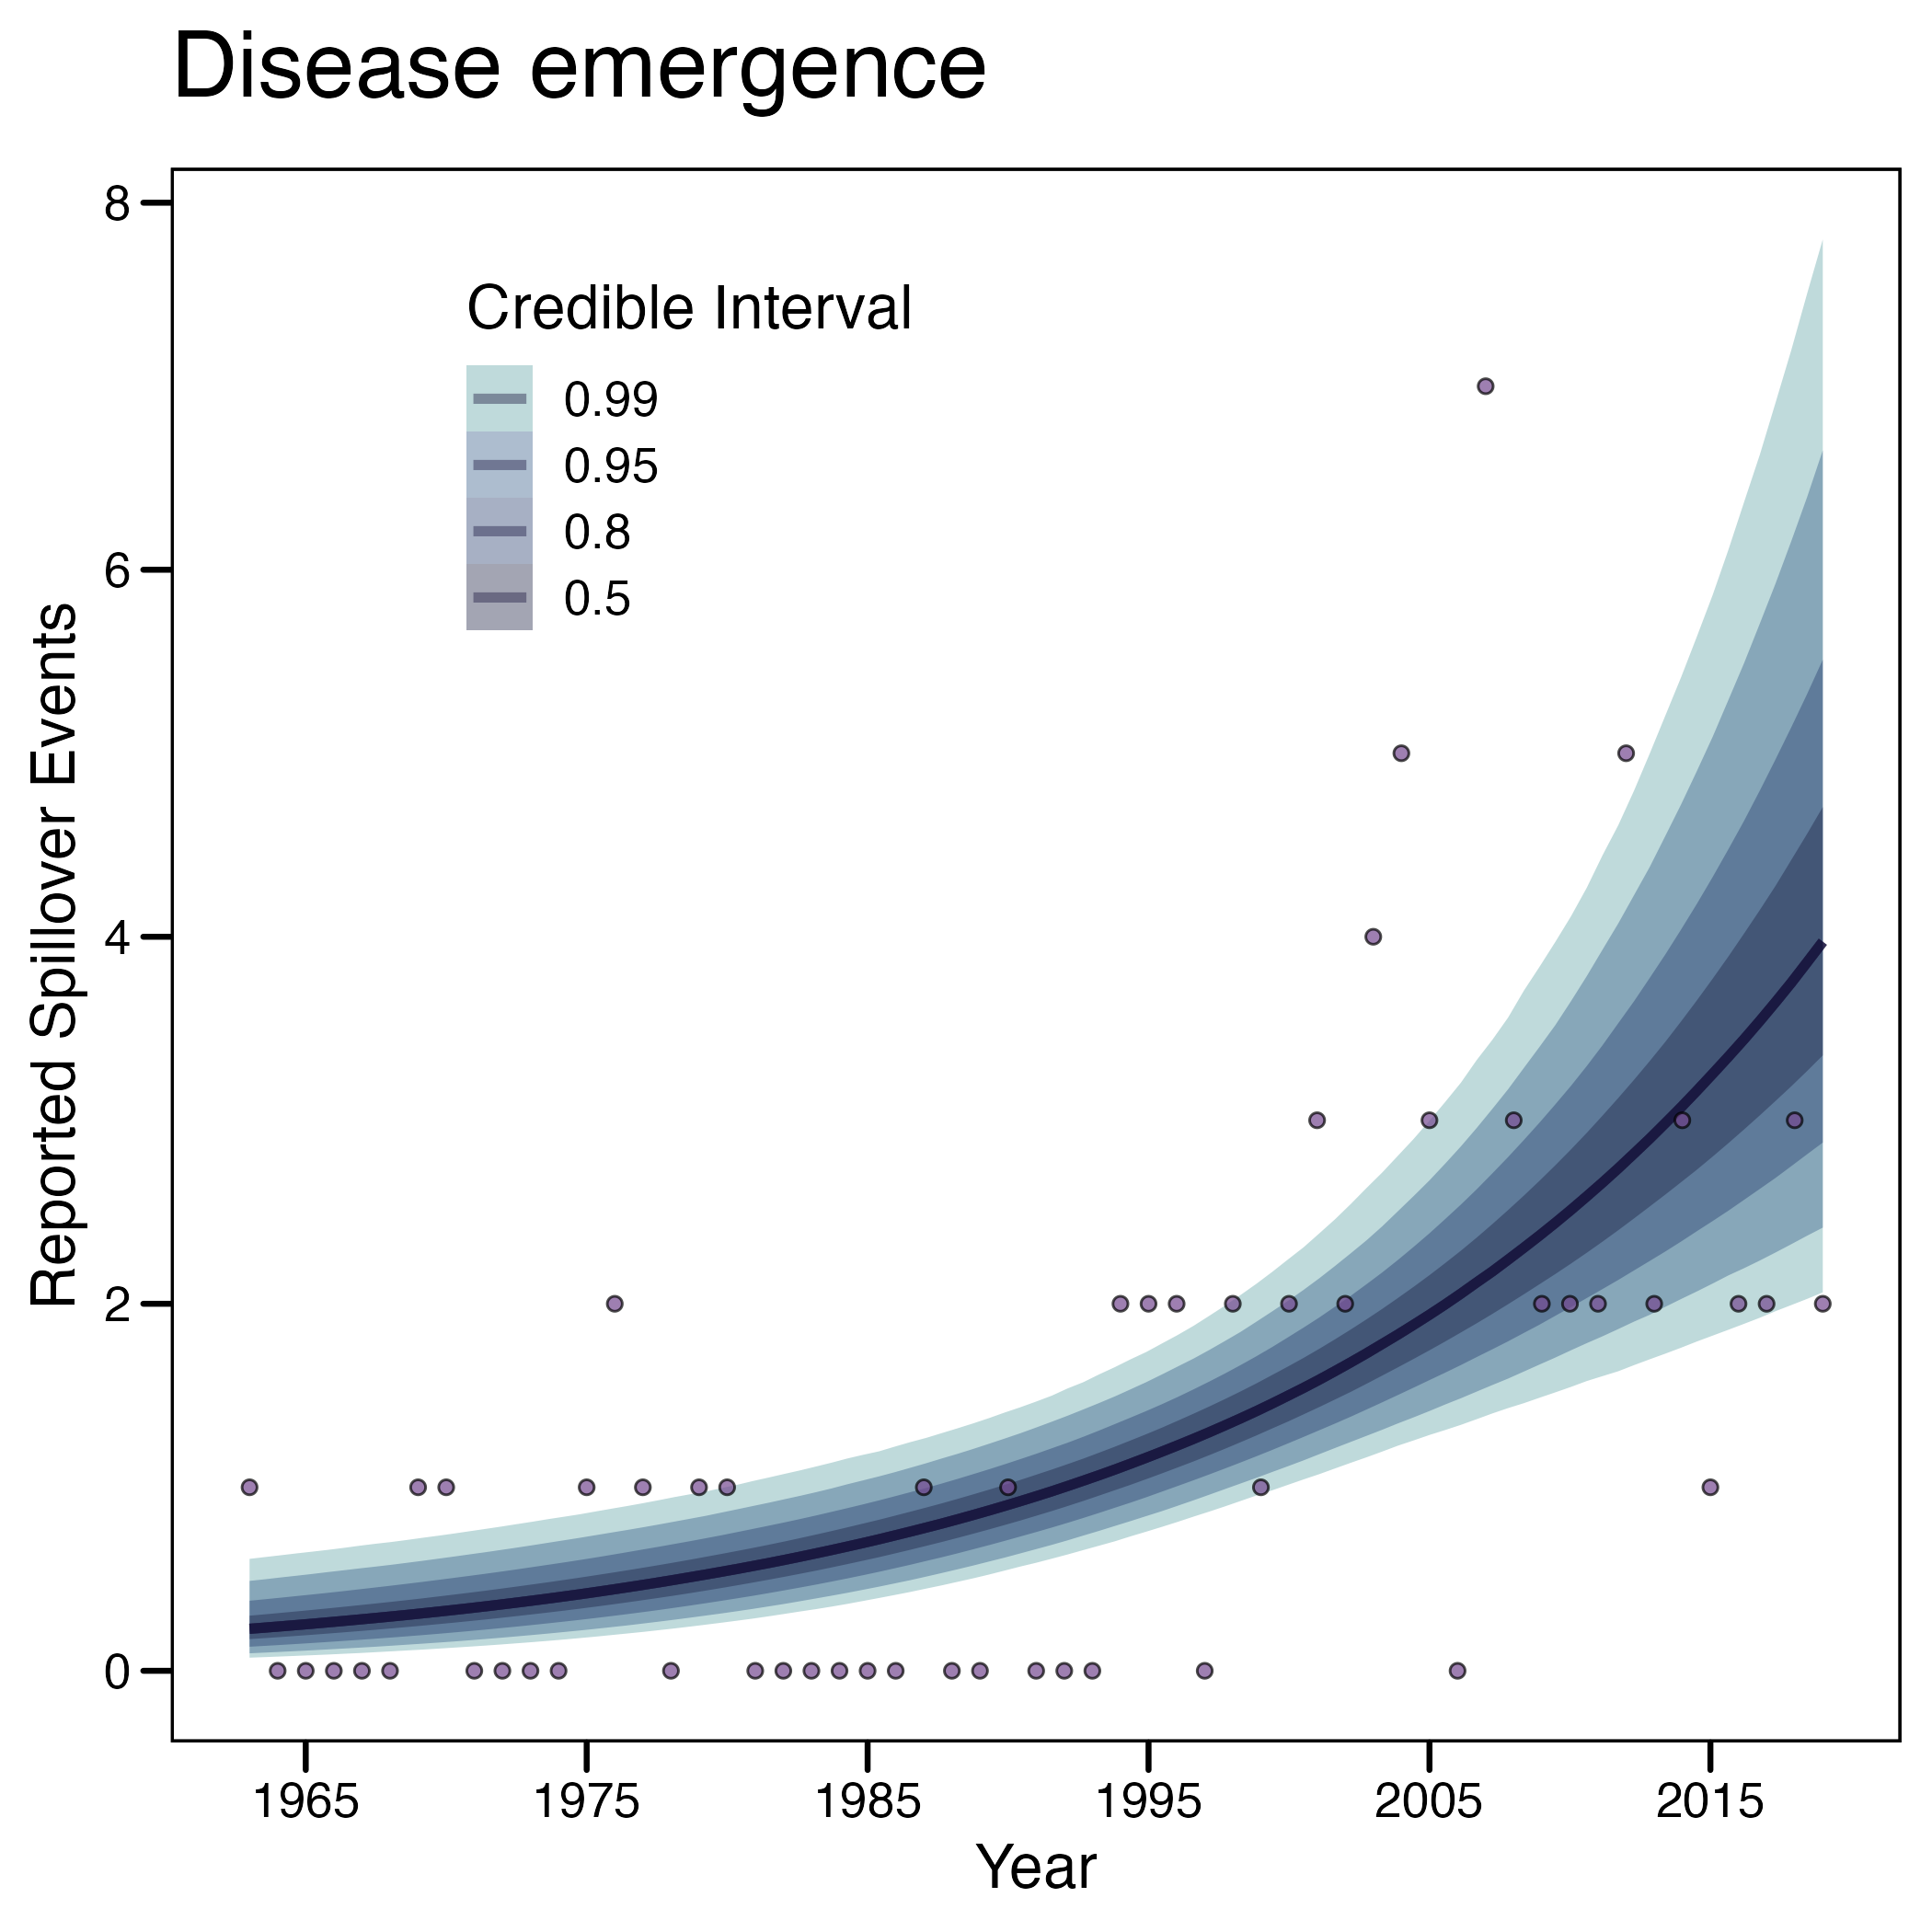 Disease emergence
8
6
4
2
0
Reported Spillover Events
Credible Interval
0.99
0.95
0.8
0.5
1965 1975 1985 1995 2005 2015
Year